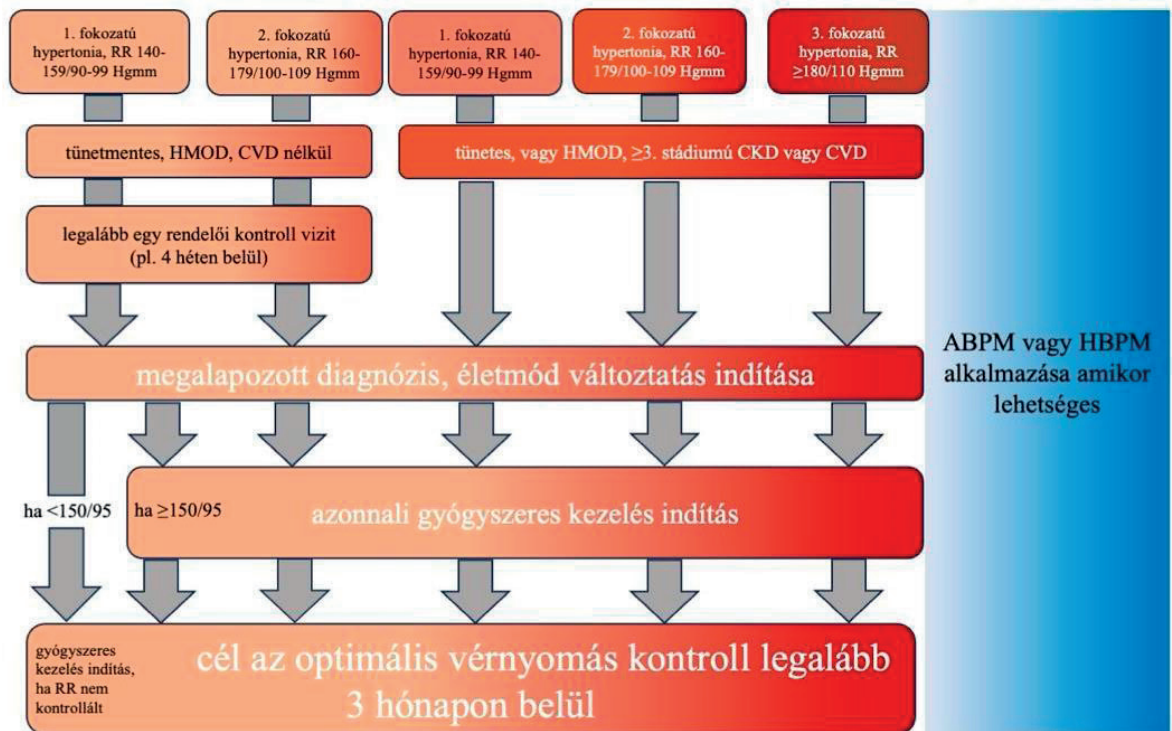 1. fokozatú
hypertonia, RR 140-
159/90-99 Hgmm
2. fokozatú
hypertonia, RR 160-
179/100-109 Hgmm
1. fokozatú
hypertonia, RR 140-
159/90-99 Hgmm
2. fokozatú
hypertonia, RR 160-
179/100-109 Hgmm
3. fokozatú
hypertonia, RR
≥180/110 Hgmm
tünetmentes, HMOD, CVD nélkül
tünetes, vagy HMOD, ≥3. stádiumú CKD vagy CVD
legalább egy rendelői kontroll vizit
(pl. 4 héten belül)
megalapozott diagnózis, életmód változtatás indítása
ABPM vagy HBPM
alkalmazása amikor
lehetséges
ha <150/95
ha ≥150/95
azonnali gyógyszeres kezelés indítás
gyógyszeres
kezelés indítás,
ha RR nem
kontrollált
cél az optimális vérnyomás kontroll legalább
3 hónapon belül